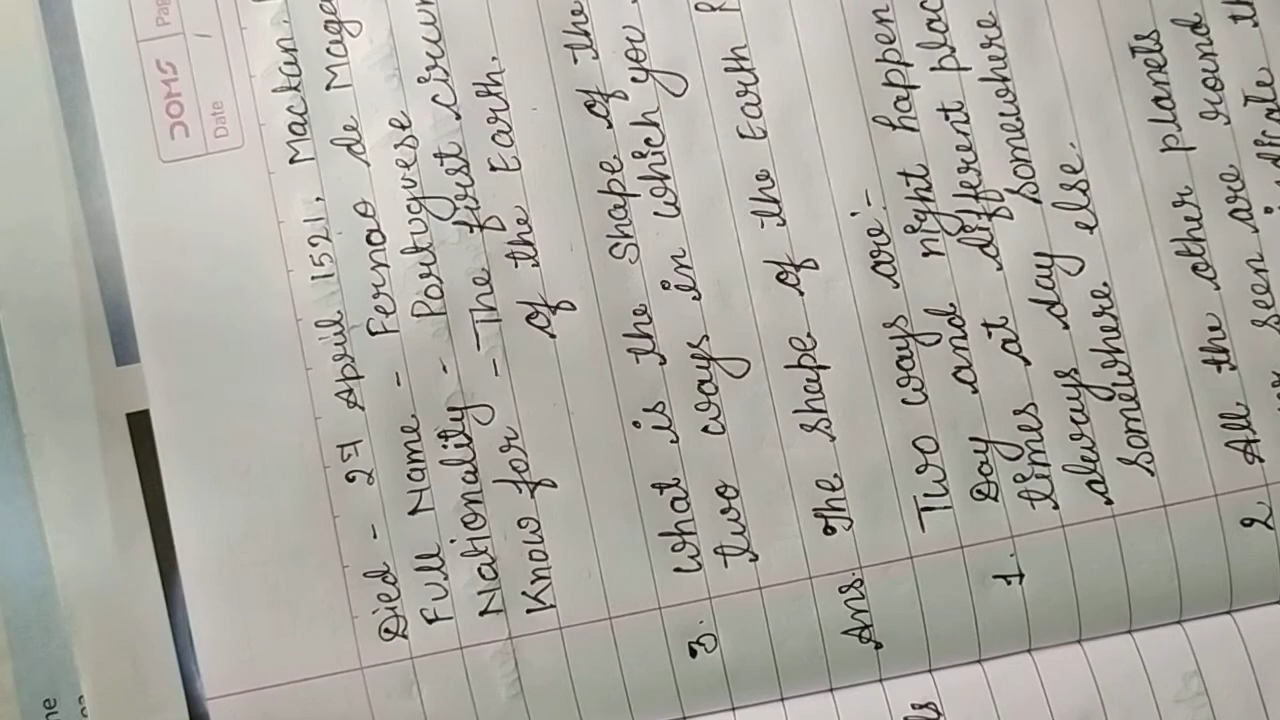 DOMS
Date /
Died - 27 April 1521, Mactan.
Full Name - Fernao de Mage
Nationality - Portuguese
Know for - The first circum
of the Earth.
3. What is the shape of the
two ways in which you
Ans. The shape of the Earth
Two ways are:-
1. Day and night happen
times at different plac
always day somewhere
somewhere else.
2 All the other planets
seen are round